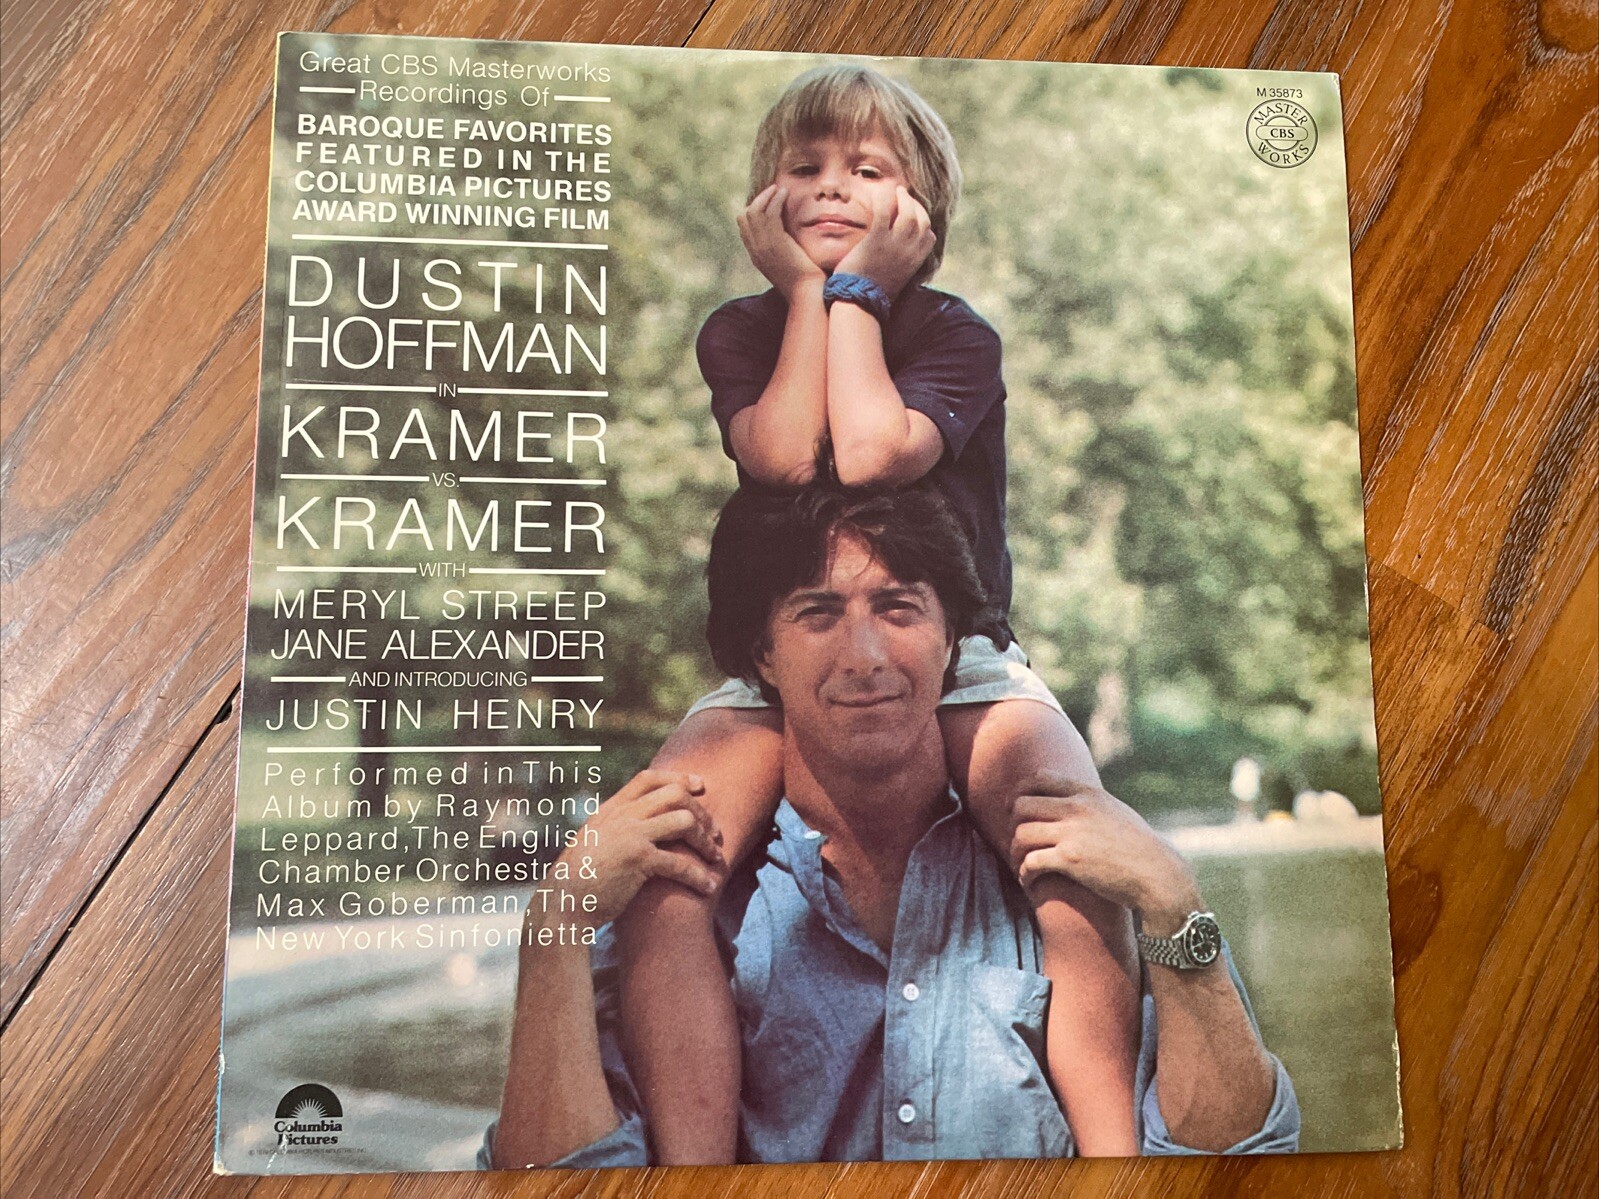 Great CBS Masterworks
Recordings Of
BAROQUE FAVORITES
FEATURED IN THE
COLUMBIA PICTURES
AWARD WINNING FILM
DUSTIN
HOFFMAN
IN
KRAMER
VS.
KRAMER
WITH
MERYL STREEP
JANE ALEXANDER
AND INTRODUCING
JUSTIN HENRY
Performed in This
Album by Raymond
Leppard, The English
Chamber Orchestra &
Max Goberman, The
New York Sinfonietta
Columbia
Pictures
M 35873
MASTER
CBS
WORKS